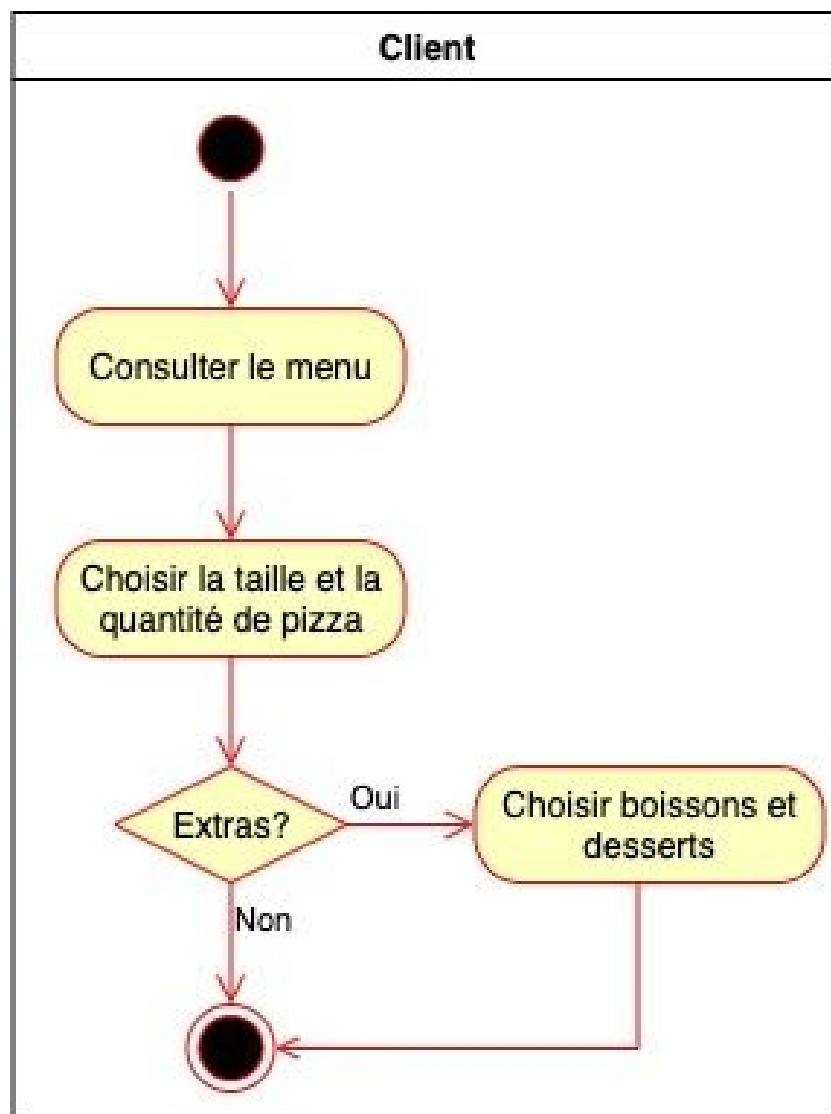 Client
Consulter le menu
Choisir la taille et la
quantité de pizza
Extras?
Oui
Choisir boissons et
desserts
Non